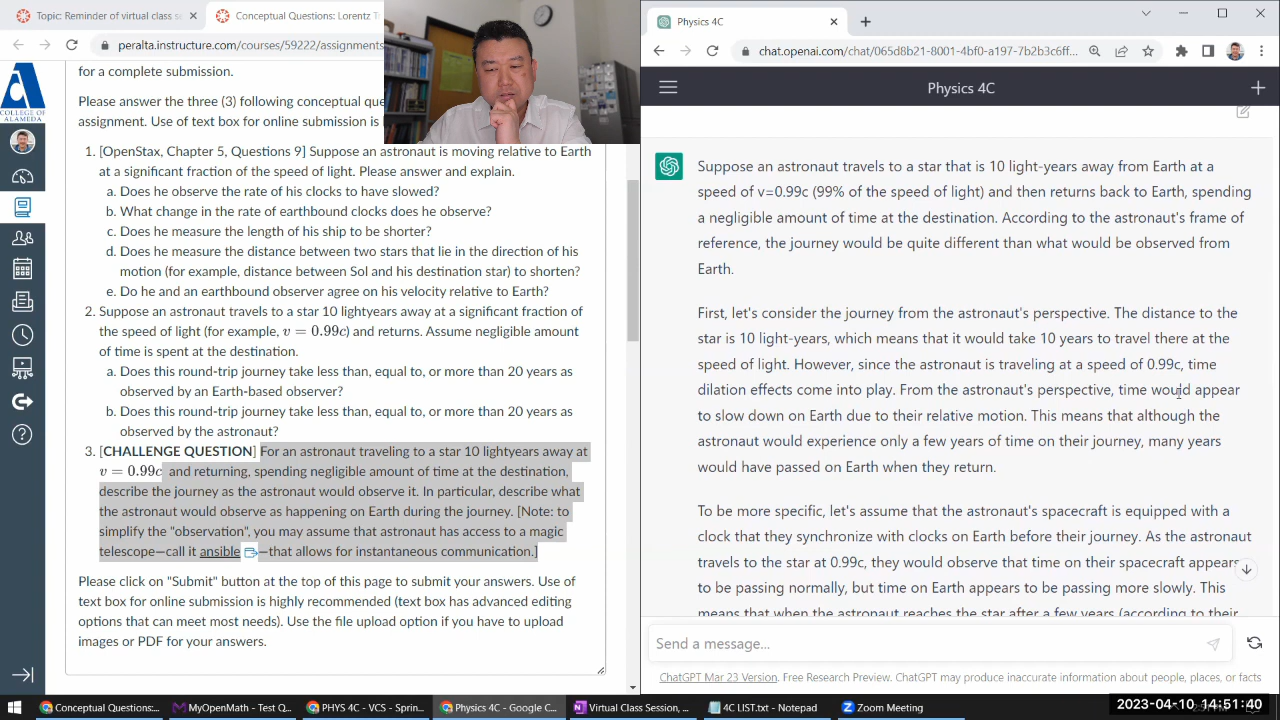 Topic: Reminder of virtual class s
Conceptual Questions: Lorentz T
peralta.instructure.com/courses/59222/assignments
COLLEGE OF
ALAMEDA
for a complete submission.
Please answer the three (3) following conceptual que
assignment. Use of text box for online submission is
1. [OpenStax, Chapter 5, Questions 9] Suppose an astronaut is moving relative to Earth
at a significant fraction of the speed of light. Please answer and explain.
a. Does he observe the rate of his clocks to have slowed?
b. What change in the rate of earthbound clocks does he observe?
c. Does he measure the length of his ship to be shorter?
d. Does he measure the distance between two stars that lie in the direction of his
motion (for example, distance between Sol and his destination star) to shorten?
e. Do he and an earthbound observer agree on his velocity relative to Earth?
2. Suppose an astronaut travels to a star 10 lightyears away at a significant fraction of
the speed of light (for example, v = 0.99c) and returns. Assume negligible amount
of time is spent at the destination.
a. Does this round-trip journey take less than, equal to, or more than 20 years as
observed by an Earth-based observer?
b. Does this round-trip journey take less than, equal to, or more than 20 years as
observed by the astronaut?
3. [CHALLENGE QUESTION] For an astronaut traveling to a star 10 lightyears away at
v = 0.99c and returning, spending negligible amount of time at the destination,
describe the journey as the astronaut would observe it. In particular, describe what
the astronaut would observe as happening on Earth during the journey. [Note: to
simplify the "observation", you may assume that astronaut has access to a magic
telescope—call it ansible —that allows for instantaneous communication.]
Please click on "Submit" button at the top of this page to submit your answers. Use of
text box for online submission is highly recommended (text box has advanced editing
options that can meet most needs). Use the file upload option if you have to upload
images or PDF for your answers.
Physics 4C
chat.openai.com/chat/065d8b21-8001-4bf0-a197-7b2b3c6ff...
Physics 4C
Suppose an astronaut travels to a star that is 10 light-years away from Earth at a
speed of v=0.99c (99% of the speed of light) and then returns back to Earth, spending
a negligible amount of time at the destination. According to the astronaut's frame of
reference, the journey would be quite different than what would be observed from
Earth.
First, let's consider the journey from the astronaut's perspective. The distance to the
star is 10 light-years, which means that it would take 10 years to travel there at the
speed of light. However, since the astronaut is traveling at a speed of 0.99c, time
dilation effects come into play. From the astronaut's perspective, time would appear
to slow down on Earth due to their relative motion. This means that although the
astronaut would experience only a few years of time on their journey, many years
would have passed on Earth when they return.
To be more specific, let's assume that the astronaut's spacecraft is equipped with a
clock that they synchronize with clocks on Earth before their journey. As the astronaut
travels to the star at 0.99c, they would observe that time on their spacecraft appears
to be passing normally, but time on Earth appears to be passing more slowly. This
means that when the astronaut reaches the star after a few years (according to their
Send a message...
ChatGPT Mar 23 Version. Free Research Preview. ChatGPT may produce inaccurate information about people, places, or facts
Conceptual Questions:...
MyOpenMath - Test Q...
PHYS 4C - VCS - Sprin...
Physics 4C - Google C...
Virtual Class Session, ...
4C LIST.txt - Notepad
Zoom Meeting
2023-04-10 14:51:40